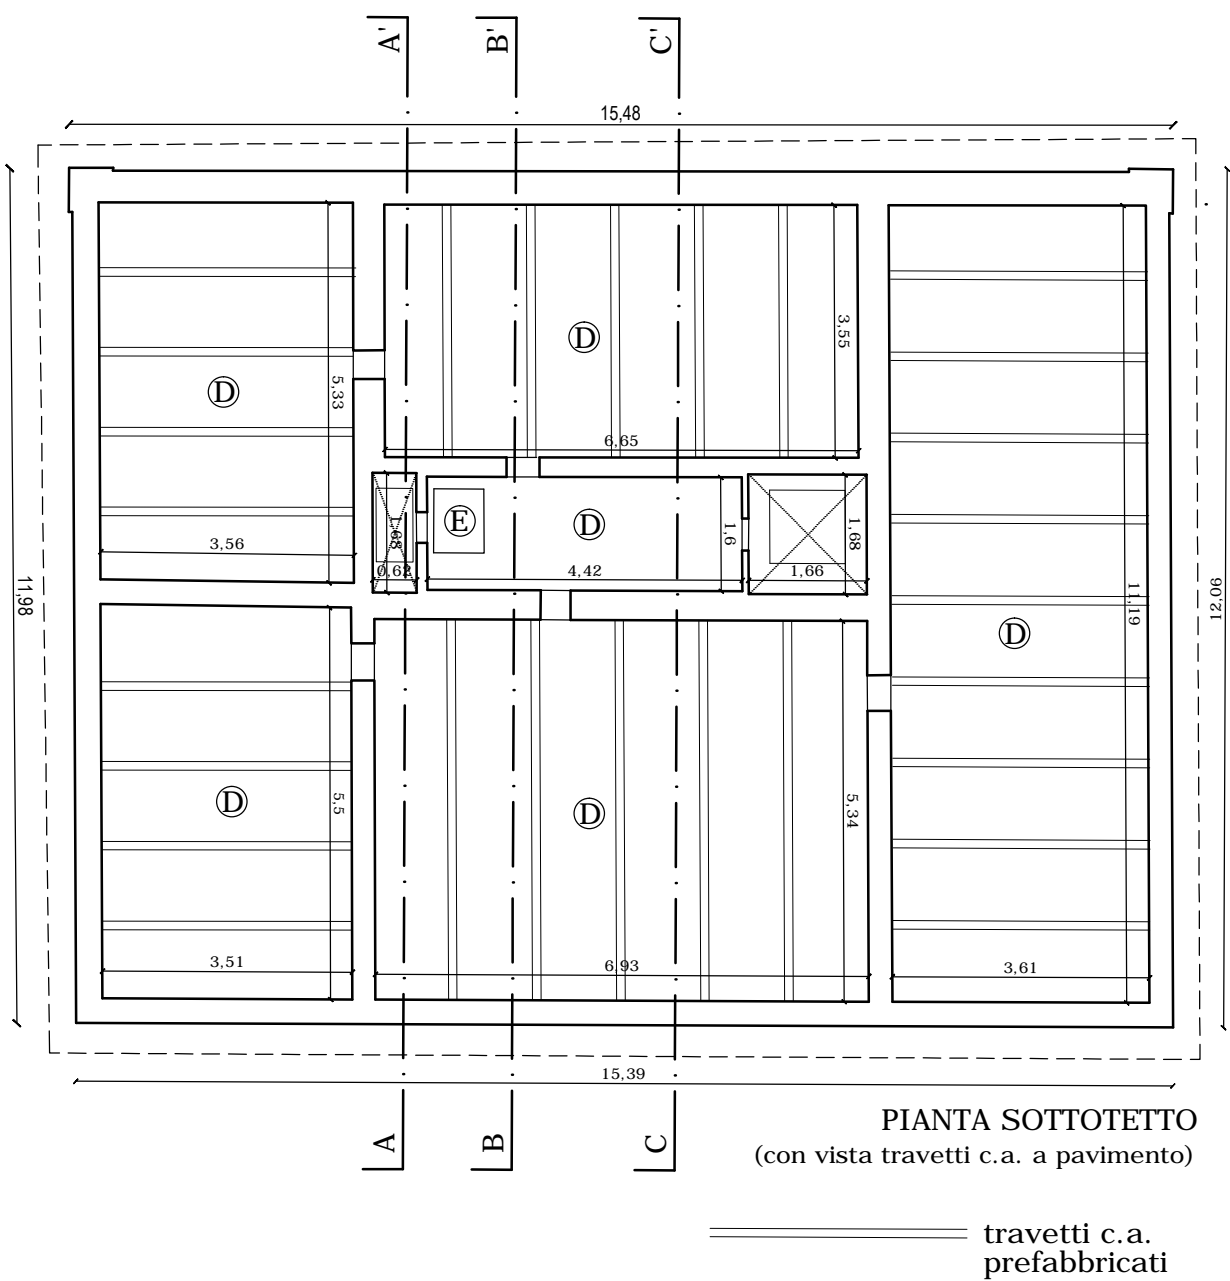 A' B' C'
15,48
D
3,55
D
5,33
6,65
E
D
1,68
1,6
1,68
3,56
0,62
4,42
1,66
11,98
11,19
12,06
D
D
5,5
D
5,34
3,51
6,93
3,61
15,39
A B C
PIANTA SOTTOTETTO
(con vista travetti c.a. a pavimento)
travetti c.a.
prefabbricati